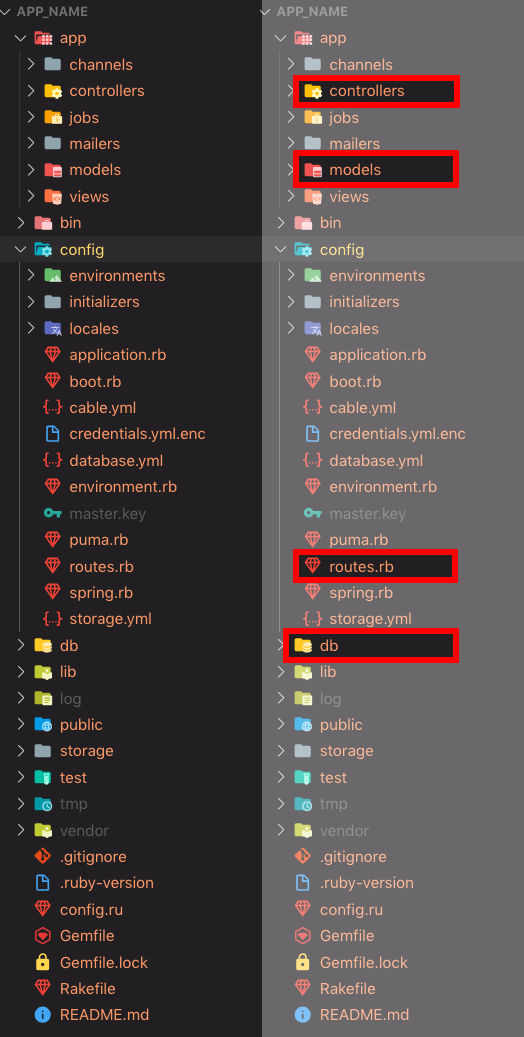 APP_NAME
app
channels
controllers
jobs
mailers
models
views
bin
config
environments
initializers
locales
application.rb
boot.rb
cable.yml
credentials.yml.enc
database.yml
environment.rb
master.key
puma.rb
routes.rb
spring.rb
storage.yml
db
lib
log
public
storage
test
tmp
vendor
.gitignore
.ruby-version
config.ru
Gemfile
Gemfile.lock
Rakefile
README.md
APP_NAME
app
channels
controllers
jobs
mailers
models
views
bin
config
environments
initializers
locales
application.rb
boot.rb
cable.yml
credentials.yml.enc
database.yml
environment.rb
master.key
puma.rb
routes.rb
spring.rb
storage.yml
db
lib
log
public
storage
test
tmp
vendor
.gitignore
.ruby-version
config.ru
Gemfile
Gemfile.lock
Rakefile
README.md